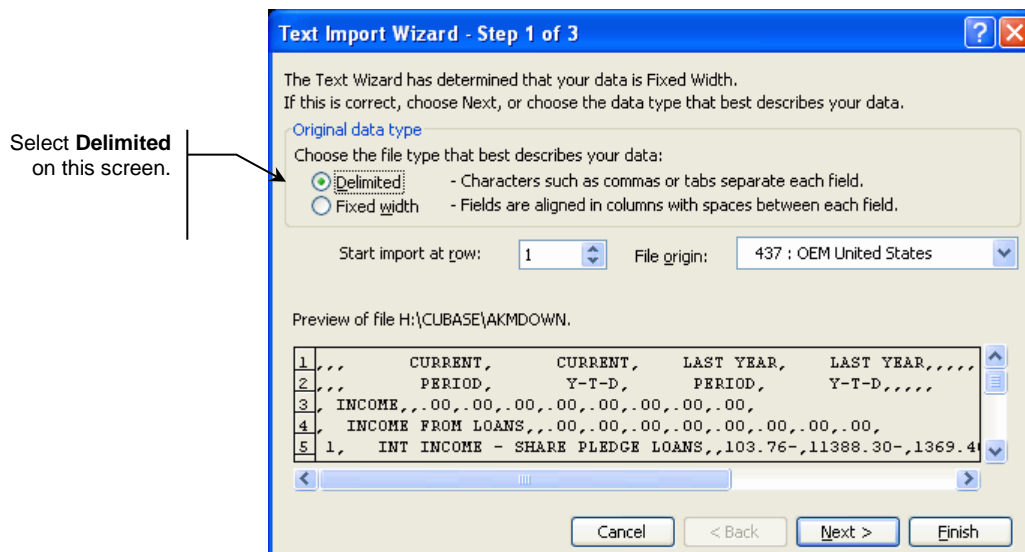 Text Import Wizard - Step 1 of 3
The Text Wizard has determined that your data is Fixed Width.
If this is correct, choose Next, or choose the data type that best describes your data.
Select Delimited
on this screen.
Original data type
Choose the file type that best describes your data:
Delimited - Characters such as commas or tabs separate each field.
Fixed width - Fields are aligned in columns with spaces between each field.
Start import at row: 1 File origin: 437 : OEM United States
Preview of file H:\CUBASE\AKMDOWN.
1 ,,, CURRENT, CURRENT, LAST YEAR, LAST YEAR,,,,,
2 ,,, PERIOD, Y-T-D, PERIOD, Y-T-D,,,,,
3 , INCOME,,.00,.00,.00,.00,.00,.00,.00,.00,
4 , INCOME FROM LOANS,,.00,.00,.00,.00,.00,.00,.00,.00,
5 1, INT INCOME - SHARE PLEDGE LOANS,,103.76-,11388.30-,1369.4
Cancel < Back Next > Finish